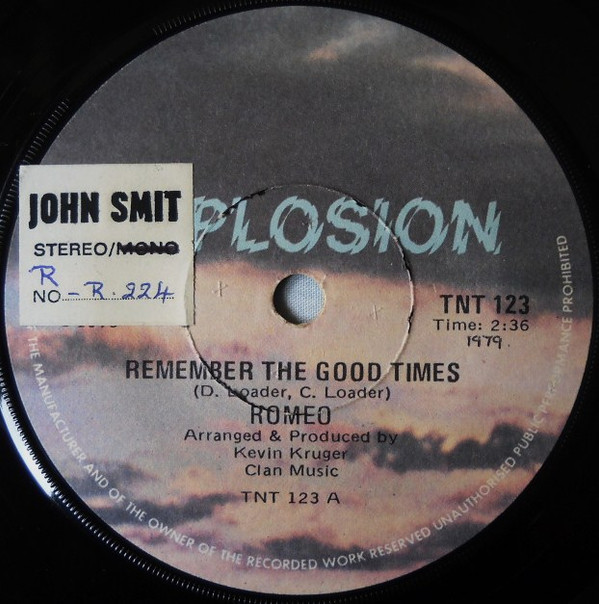 JOHN SMIT
STEREO/MONO
R
NO - R. 224
PLOSION
TNT 123
Time: 2:36
1979.
REMEMBER THE GOOD TIMES
(D. Loader, C. Loader)
ROMEO
Arranged & Produced by
Kevin Kruger
Clan Music
TNT 123 A
OF THE MANUFACTURER AND OF THE OWNER OF THE RECORDED WORK RESERVED UNAUTHORISED PUBLIC PERFORMANCE PROHIBITED